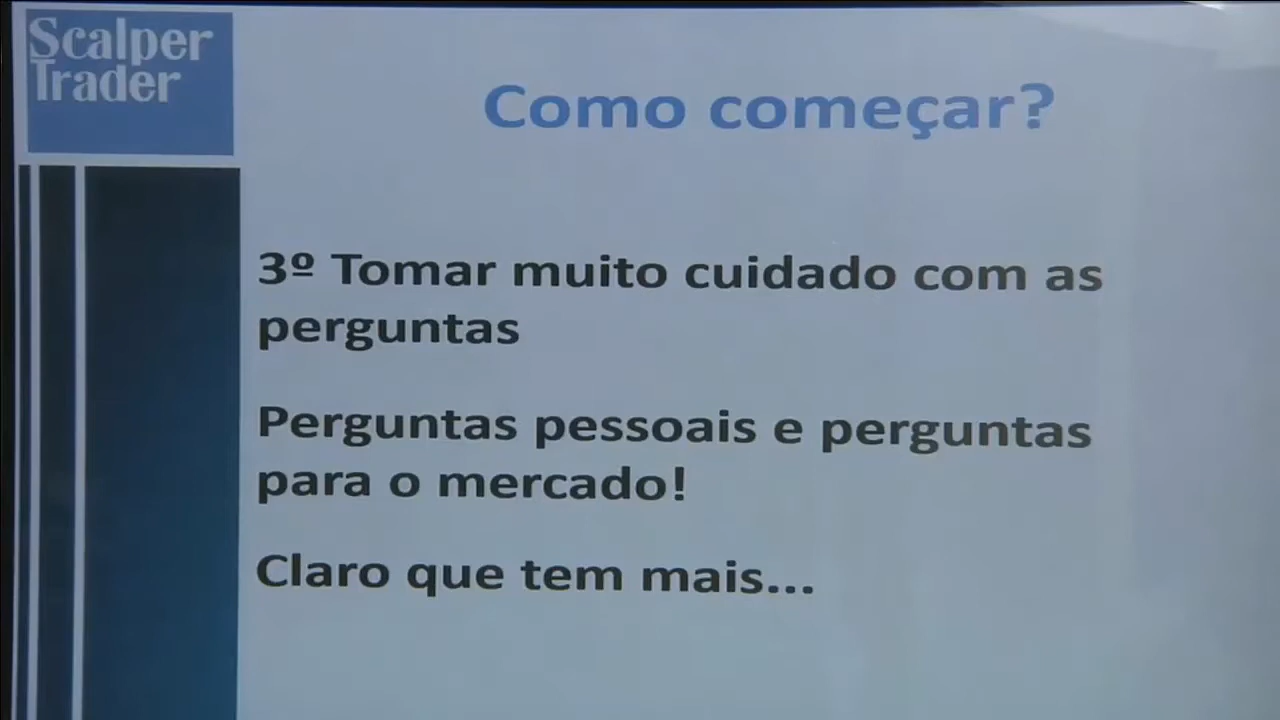 Scalper
Trader
Como começar?
3º Tomar muito cuidado com as
perguntas
Perguntas pessoais e perguntas
para o mercado!
Claro que tem mais...